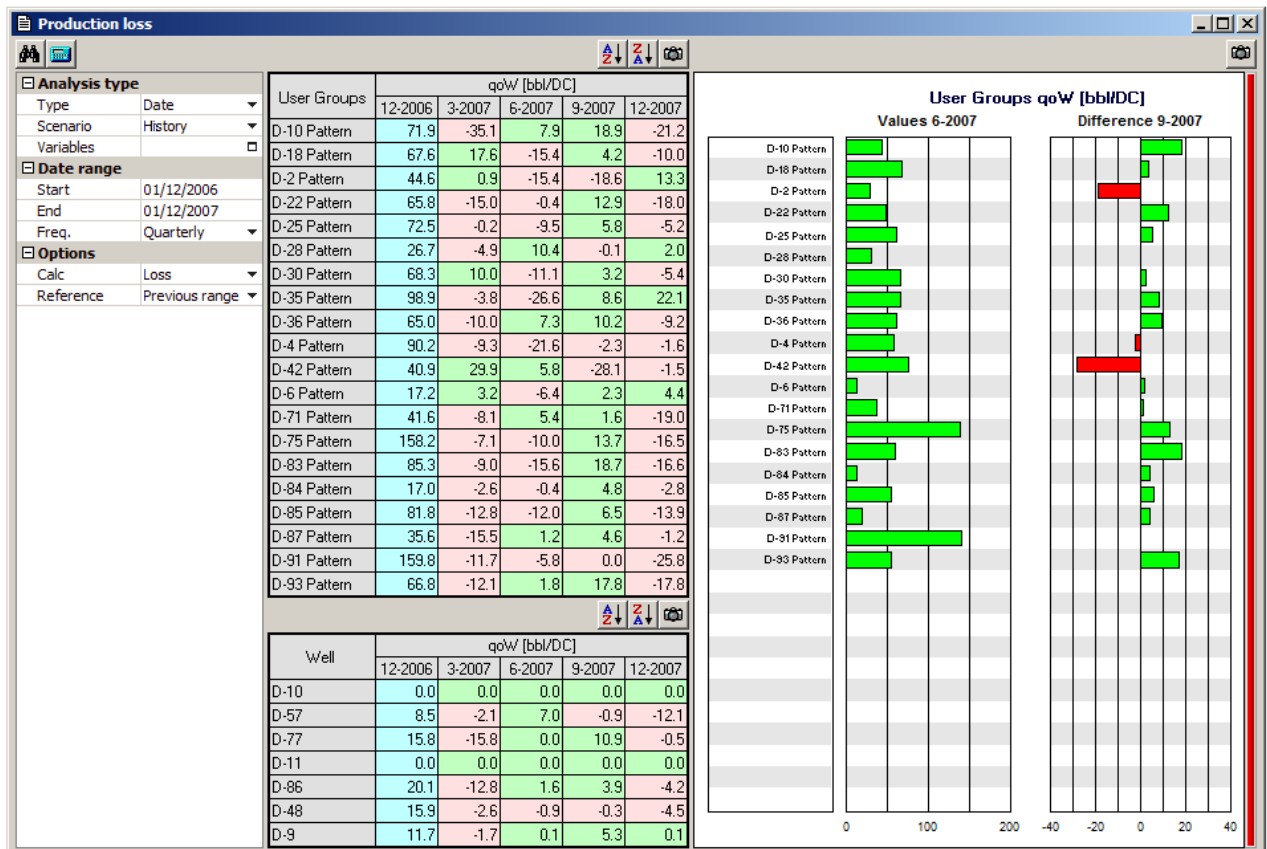 Production loss
Analysis type
Type Date
Scenario History
Variables
Date range
Start 01/12/2006
End 01/12/2007
Freq. Quarterly
Options
Calc Loss
Reference Previous range
User Groups qoW [bbl/DC]
12-2006 3-2007 6-2007 9-2007 12-2007
D-10 Pattern 71.9 -35.1 7.9 18.9 -21.2
D-18 Pattern 67.6 17.6 -15.4 4.2 -10.0
D-2 Pattern 44.6 0.9 -15.4 -18.6 13.3
D-22 Pattern 65.8 -15.0 -0.4 12.9 -18.0
D-25 Pattern 72.5 -0.2 -9.5 5.8 -5.2
D-28 Pattern 26.7 -4.9 10.4 -0.1 2.0
D-30 Pattern 68.3 10.0 -11.1 3.2 -5.4
D-35 Pattern 98.9 -3.8 -26.6 8.6 22.1
D-36 Pattern 65.0 -10.0 7.3 10.2 -9.2
D-4 Pattern 90.2 -9.3 -21.6 -2.3 -1.6
D-42 Pattern 40.9 29.9 5.8 -28.1 -1.5
D-6 Pattern 17.2 3.2 -6.4 2.3 4.4
D-71 Pattern 41.6 -8.1 5.4 1.6 -19.0
D-75 Pattern 158.2 -7.1 -10.0 13.7 -16.5
D-83 Pattern 85.3 -9.0 -15.6 18.7 -16.6
D-84 Pattern 17.0 -2.6 -0.4 4.8 -2.8
D-85 Pattern 81.8 -12.8 -12.0 6.5 -13.9
D-87 Pattern 35.6 -15.5 1.2 4.6 -1.2
D-91 Pattern 159.8 -11.7 -5.8 0.0 -25.8
D-93 Pattern 66.8 -12.1 1.8 17.8 -17.8
Well qoW [bbl/DC]
12-2006 3-2007 6-2007 9-2007 12-2007
D-10 0.0 0.0 0.0 0.0 0.0
D-57 8.5 -2.1 7.0 -0.9 -12.1
D-77 15.8 -15.8 0.0 10.9 -0.5
D-11 0.0 0.0 0.0 0.0 0.0
D-86 20.1 -12.8 1.6 3.9 -4.2
D-48 15.9 -2.6 -0.9 -0.3 -4.5
D-9 11.7 -1.7 0.1 5.3 0.1
User Groups qoW [bbl/DC]
Values 6-2007 Difference 9-2007
D-10 Pattern
D-18 Pattern
D-2 Pattern
D-22 Pattern
D-25 Pattern
D-28 Pattern
D-30 Pattern
D-35 Pattern
D-36 Pattern
D-4 Pattern
D-42 Pattern
D-6 Pattern
D-71 Pattern
D-75 Pattern
D-83 Pattern
D-84 Pattern
D-85 Pattern
D-87 Pattern
D-91 Pattern
D-93 Pattern
0 100 200 -40 -20 0 20 40